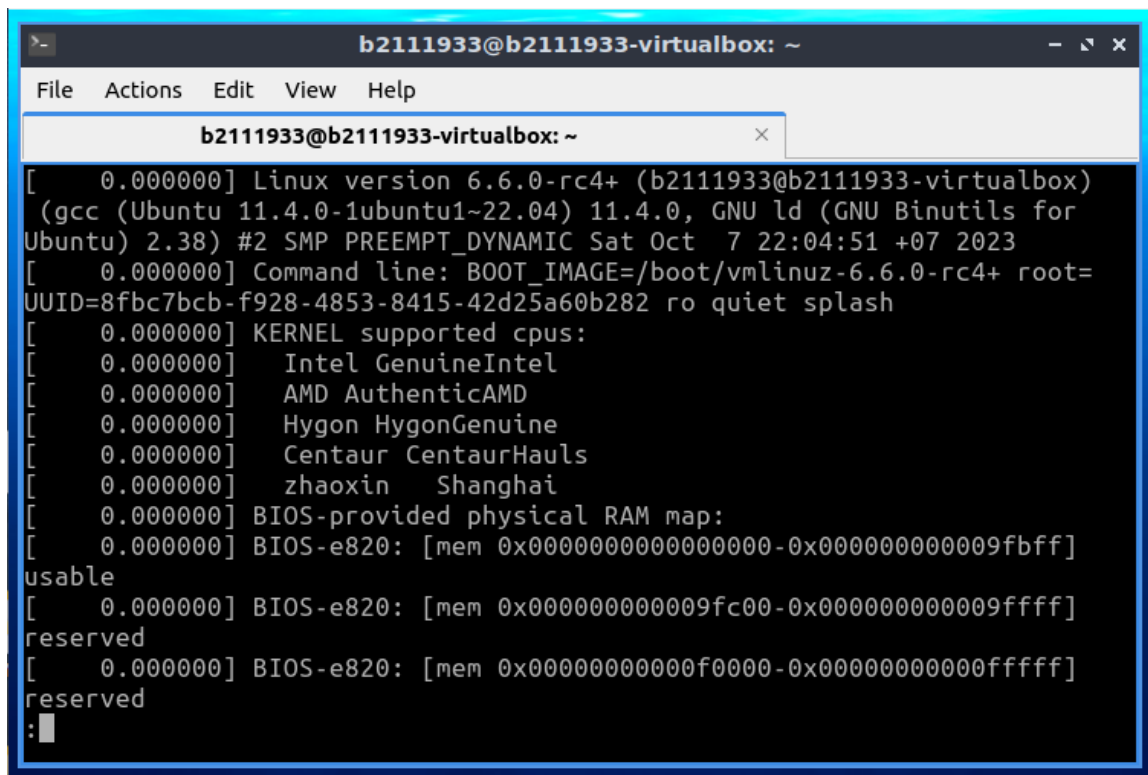 b2111933@b2111933-virtualbox: ~
File Actions Edit View Help
b2111933@b2111933-virtualbox: ~
[    0.000000] Linux version 6.6.0-rc4+ (b2111933@b2111933-virtualbox)
 (gcc (Ubuntu 11.4.0-1ubuntu1~22.04) 11.4.0, GNU ld (GNU Binutils for
Ubuntu) 2.38) #2 SMP PREEMPT_DYNAMIC Sat Oct  7 22:04:51 +07 2023
[    0.000000] Command line: BOOT_IMAGE=/boot/vmlinuz-6.6.0-rc4+ root=
UUID=8fbc7bcb-f928-4853-8415-42d25a60b282 ro quiet splash
[    0.000000] KERNEL supported cpus:
[    0.000000]   Intel GenuineIntel
[    0.000000]   AMD AuthenticAMD
[    0.000000]   Hygon HygonGenuine
[    0.000000]   Centaur CentaurHauls
[    0.000000]   zhaoxin   Shanghai
[    0.000000] BIOS-provided physical RAM map:
[    0.000000] BIOS-e820: [mem 0x0000000000000000-0x000000000009fbff]
usable
[    0.000000] BIOS-e820: [mem 0x000000000009fc00-0x000000000009ffff]
reserved
[    0.000000] BIOS-e820: [mem 0x00000000000f0000-0x00000000000fffff]
reserved
: